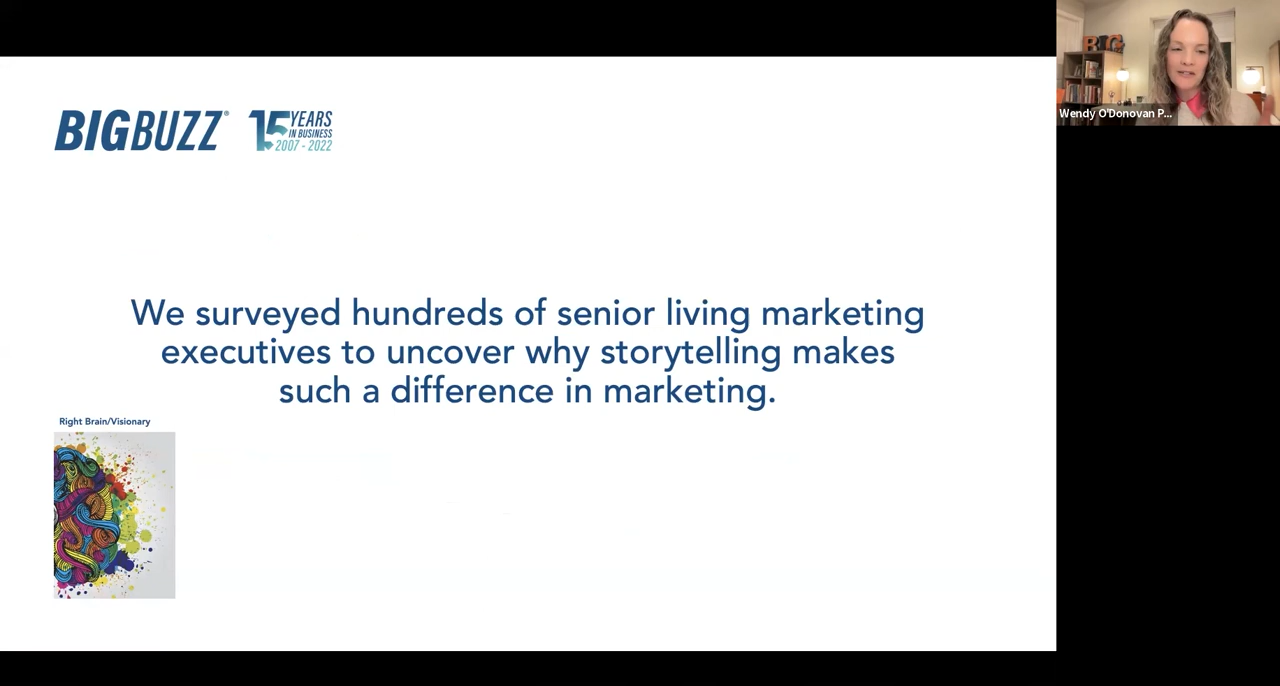 BIGBUZZ®
15 YEARS
IN BUSINESS
2007 - 2022
We surveyed hundreds of senior living marketing
executives to uncover why storytelling makes
such a difference in marketing.
Right Brain/Visionary
BIG
Wendy O'Donovan P...